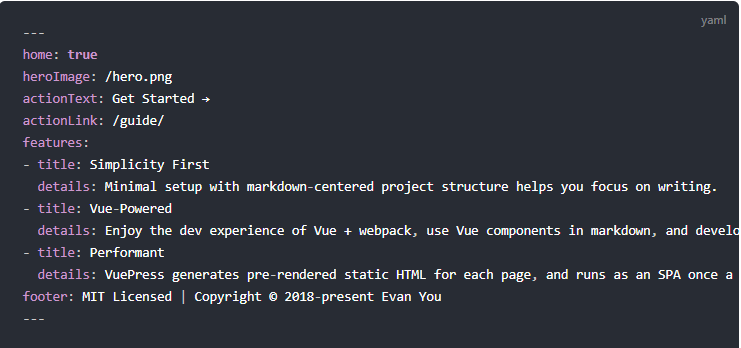 yaml
---
home: true
heroImage: /hero.png
actionText: Get Started →
actionLink: /guide/
features:
- title: Simplicity First
  details: Minimal setup with markdown-centered project structure helps you focus on writing.
- title: Vue-Powered
  details: Enjoy the dev experience of Vue + webpack, use Vue components in markdown, and develo
- title: Performant
  details: VuePress generates pre-rendered static HTML for each page, and runs as an SPA once a
footer: MIT Licensed | Copyright © 2018-present Evan You
---